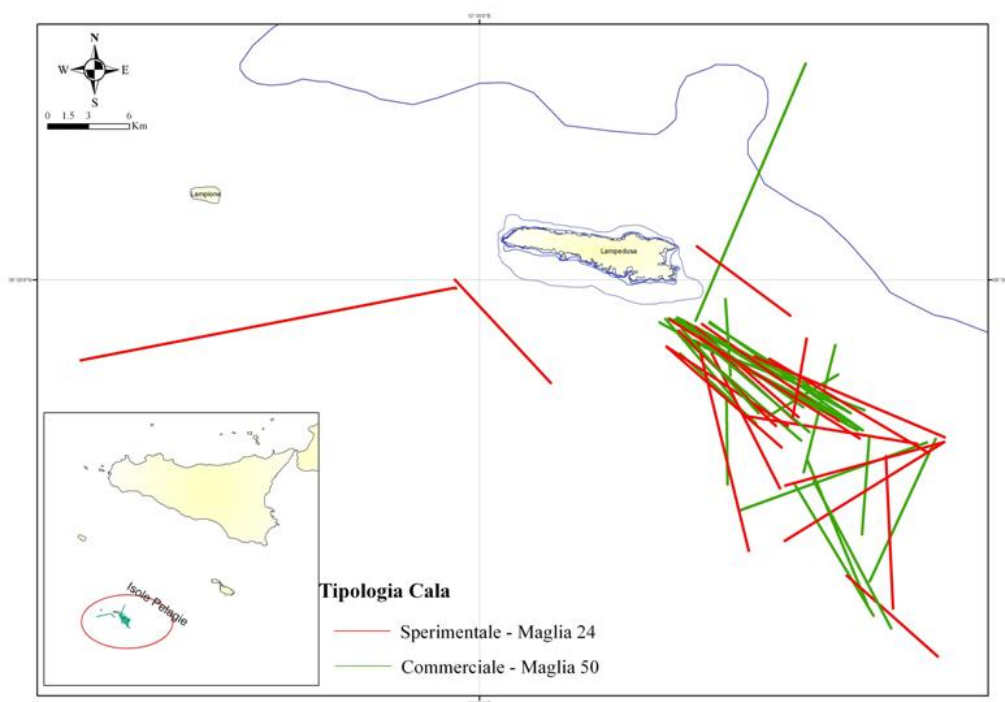 N
W E
S
0 1.5 3 6
Km
Lampione
Lampedusa
Isole Pelagie
Tipologia Cala
Sperimentale - Maglia 24
Commerciale - Maglia 50